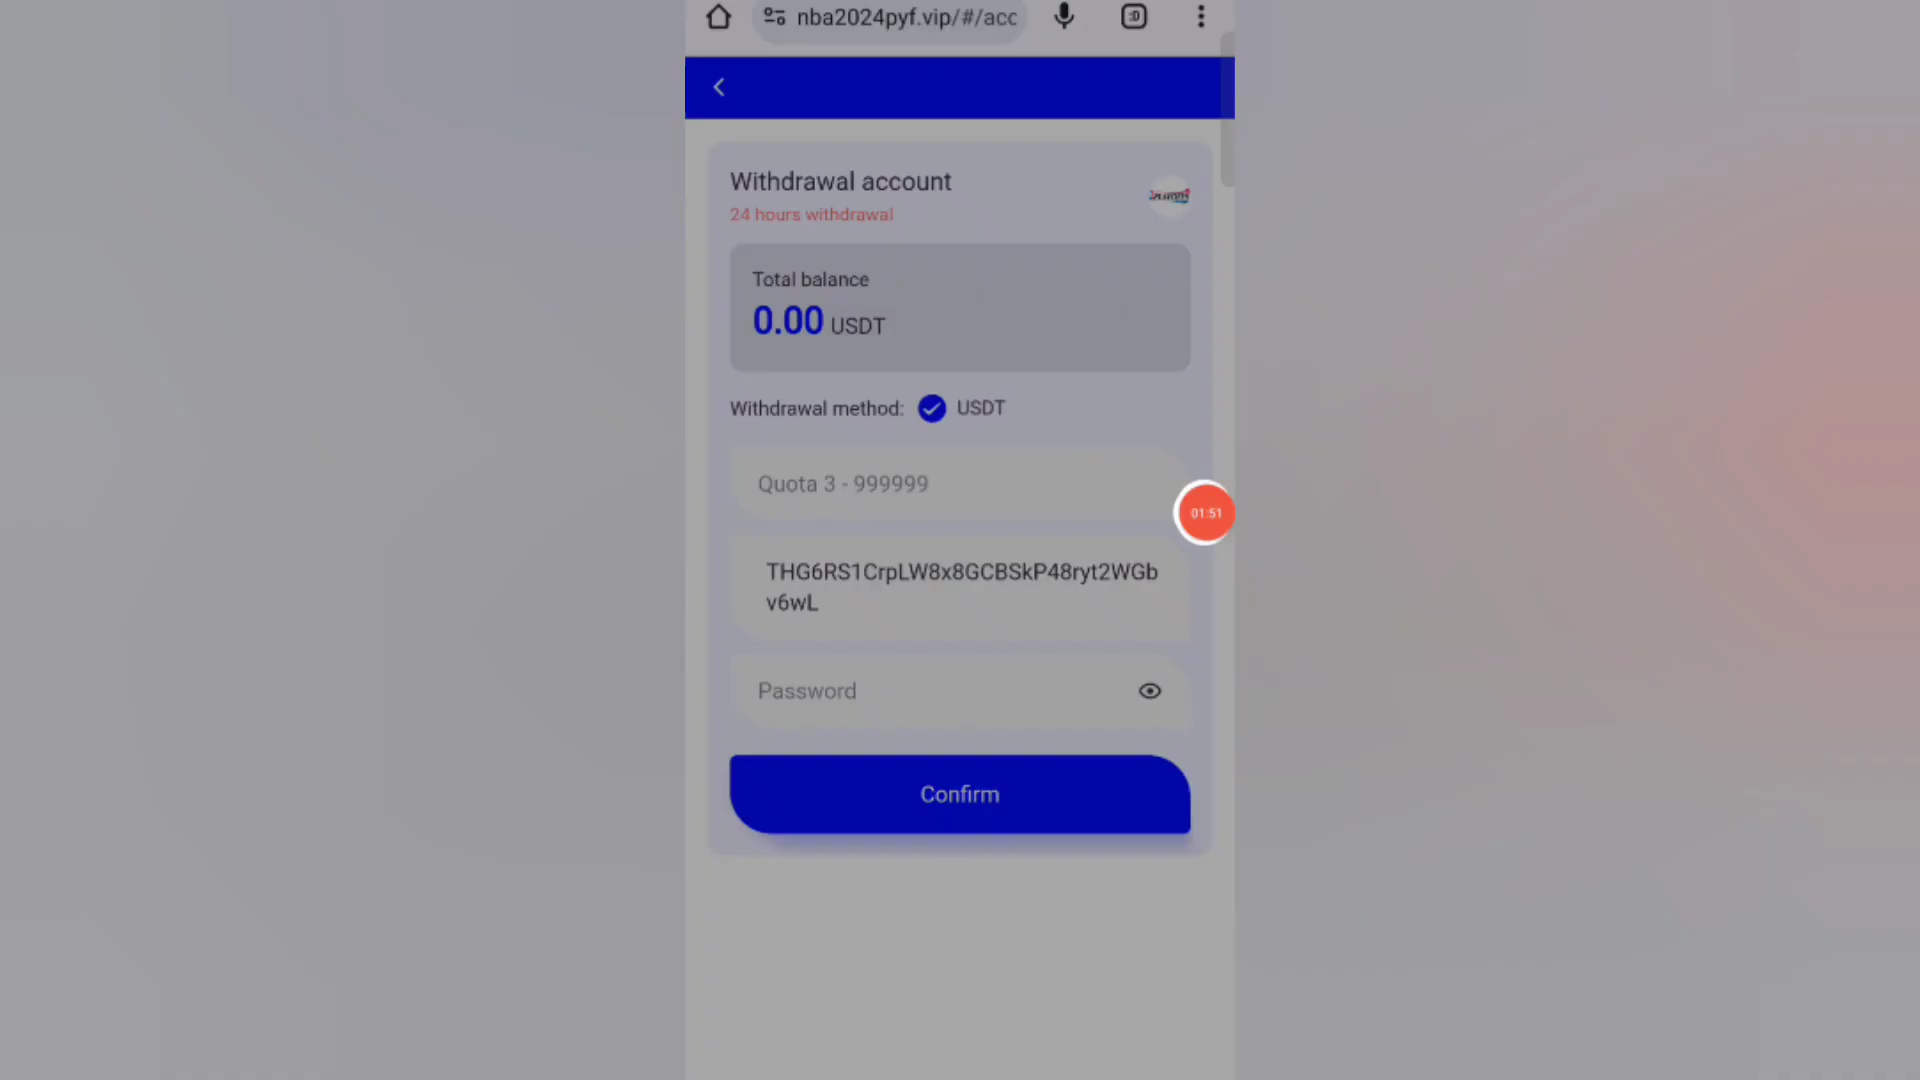 nba2024pyf.vip/#/acc
:D
Withdrawal account
24 hours withdrawal
Total balance
0.00 USDT
Withdrawal method: USDT
Quota 3 - 999999
01:51
THG6RS1CrpLW8x8GCBSkP48ryt2WGb
v6wL
Password
Confirm